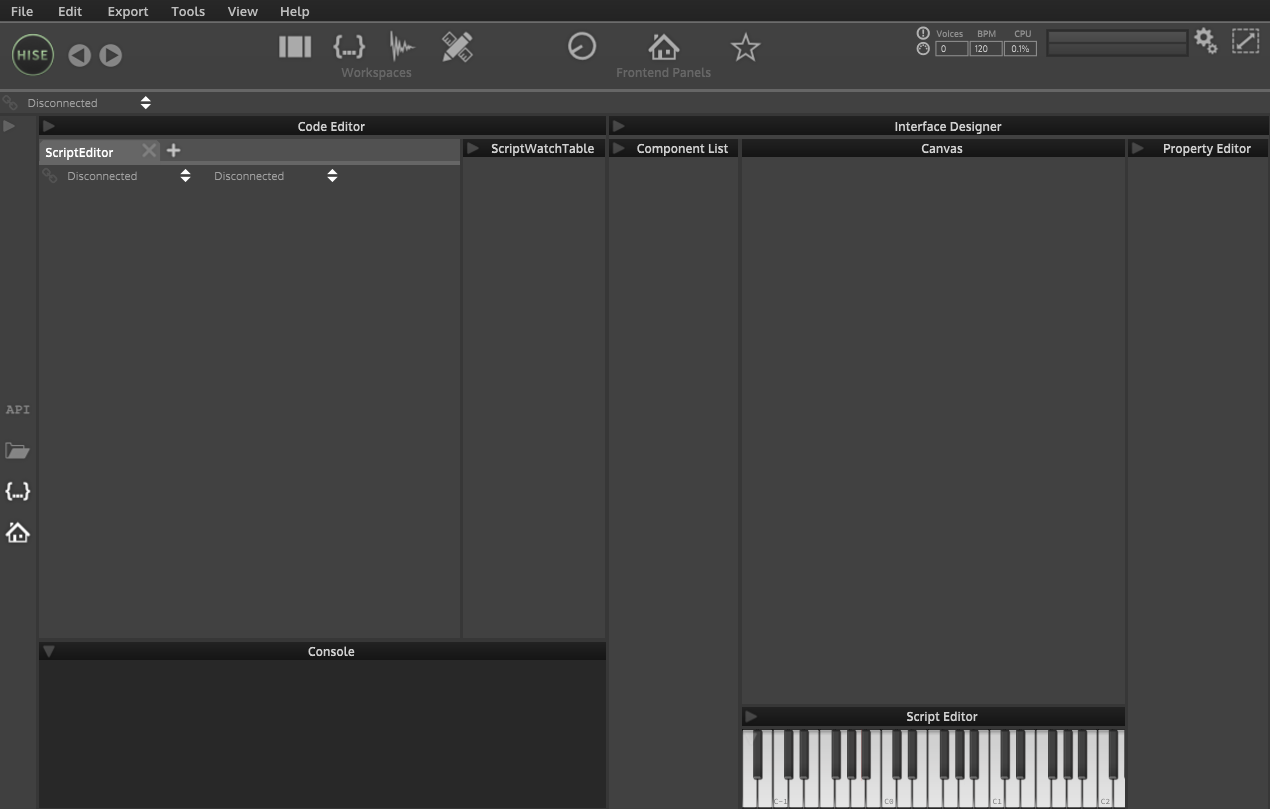 File Edit Export Tools View Help
HISE
Workspaces
Frontend Panels
Voices BPM CPU
0 120 0.1%
Disconnected
Code Editor
Interface Designer
ScriptEditor
ScriptWatchTable
Component List
Canvas
Property Editor
Disconnected Disconnected
API
{...}
Console
Script Editor
C-1 C0 C1 C2